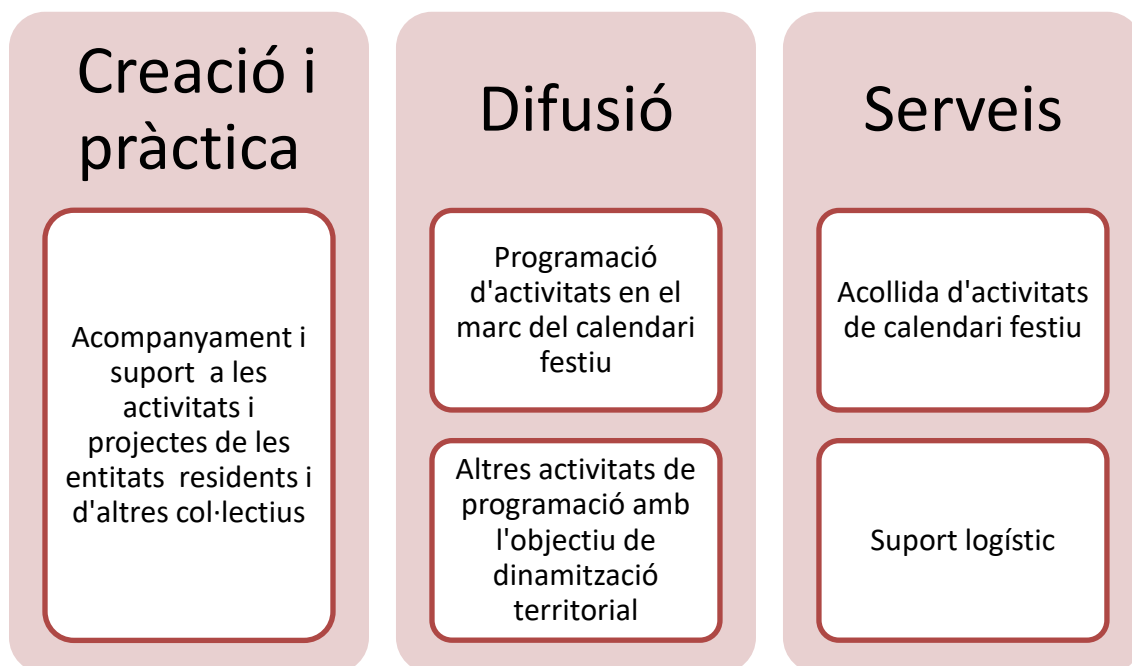 Creació i
pràctica
Acompanyament i
suport  a les
activitats i
projectes de les
entitats  residents i
d'altres col·lectius
Difusió
Programació
d'activitats en el
marc del calendari
festiu
Altres activitats de
programació amb
l'objectiu de
dinamització
territorial
Serveis
Acollida d'activitats
de calendari festiu
Suport logístic